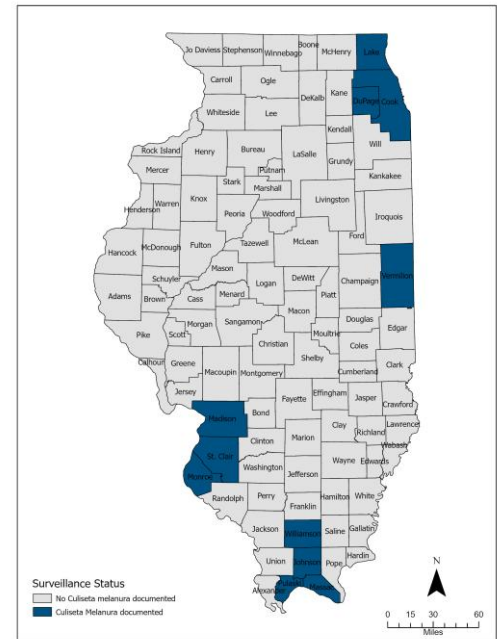 Jo Daviess Stephenson Winnebago Boone McHenry Lake
Carroll Ogle DeKalb Kane DuPage Cook
Whiteside Lee Kendall Will
Rock Island Henry Bureau LaSalle Grundy
Mercer Putnam Kankakee
Stark Marshall
Henderson Warren Knox Peoria Woodford Livingston Iroquois
Hancock McDonough Fulton Tazewell McLean Ford
Schuyler Mason Vermilion
Adams Brown Cass Menard Logan DeWitt Piatt Champaign
Pike Scott Morgan Sangamon Macon Moultrie Douglas Edgar
Calhoun Greene Christian Shelby Coles
Jersey Macoupin Montgomery Cumberland Clark
Madison Bond Fayette Effingham Jasper Crawford
St. Clair Clinton Marion Clay Richland Lawrence
Monroe Washington Jefferson Wayne Edwards Wabash
Randolph Perry Franklin Hamilton White
Jackson Williamson Saline Gallatin
Union Johnson Pope Hardin
Alexander Pulaski Massac
Surveillance Status
No Culiseta Melanura documented
Culiseta Melanura documented
N
0 15 30 60
Miles